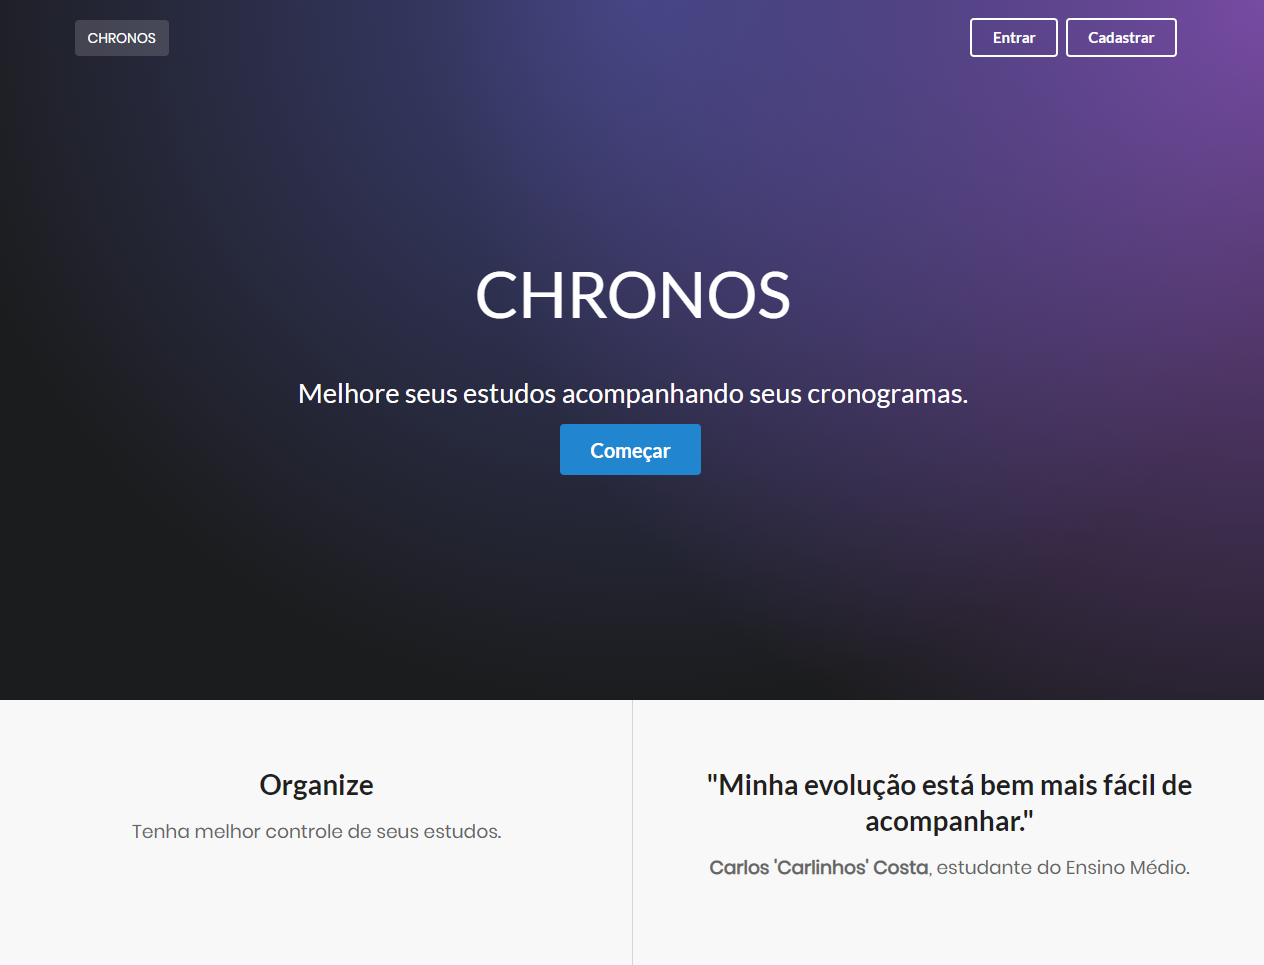 CHRONOS
Entrar
Cadastrar
CHRONOS
Melhore seus estudos acompanhando seus cronogramas.
Começar
Organize
Tenha melhor controle de seus estudos.
"Minha evolução está bem mais fácil de
acompanhar."
Carlos 'Carlinhos' Costa, estudante do Ensino Médio.